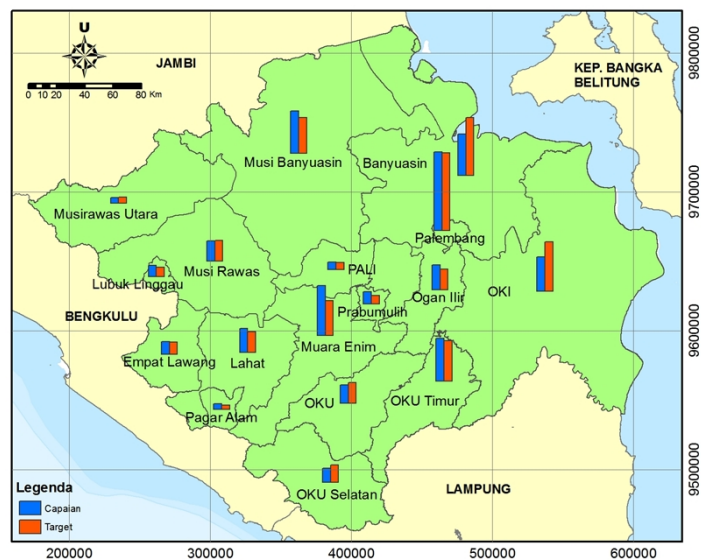 U
0 10 20 40 60 80 Km
JAMBI
KEP. BANGKA
BELITUNG
Musi Banyuasin
Banyuasin
Musirawas Utara
Palembang
Musi Rawas
PALI
Lubuk Linggau
Prabumulih
Ogan Ilir
OKI
BENGKULU
Muara Enim
Empat Lawang
Lahat
OKU
OKU Timur
Pagar Alam
OKU Selatan
LAMPUNG
Legenda
Capaian
Target
200000 300000 400000 500000 6000000
9800000
9700000
9600000
9500000